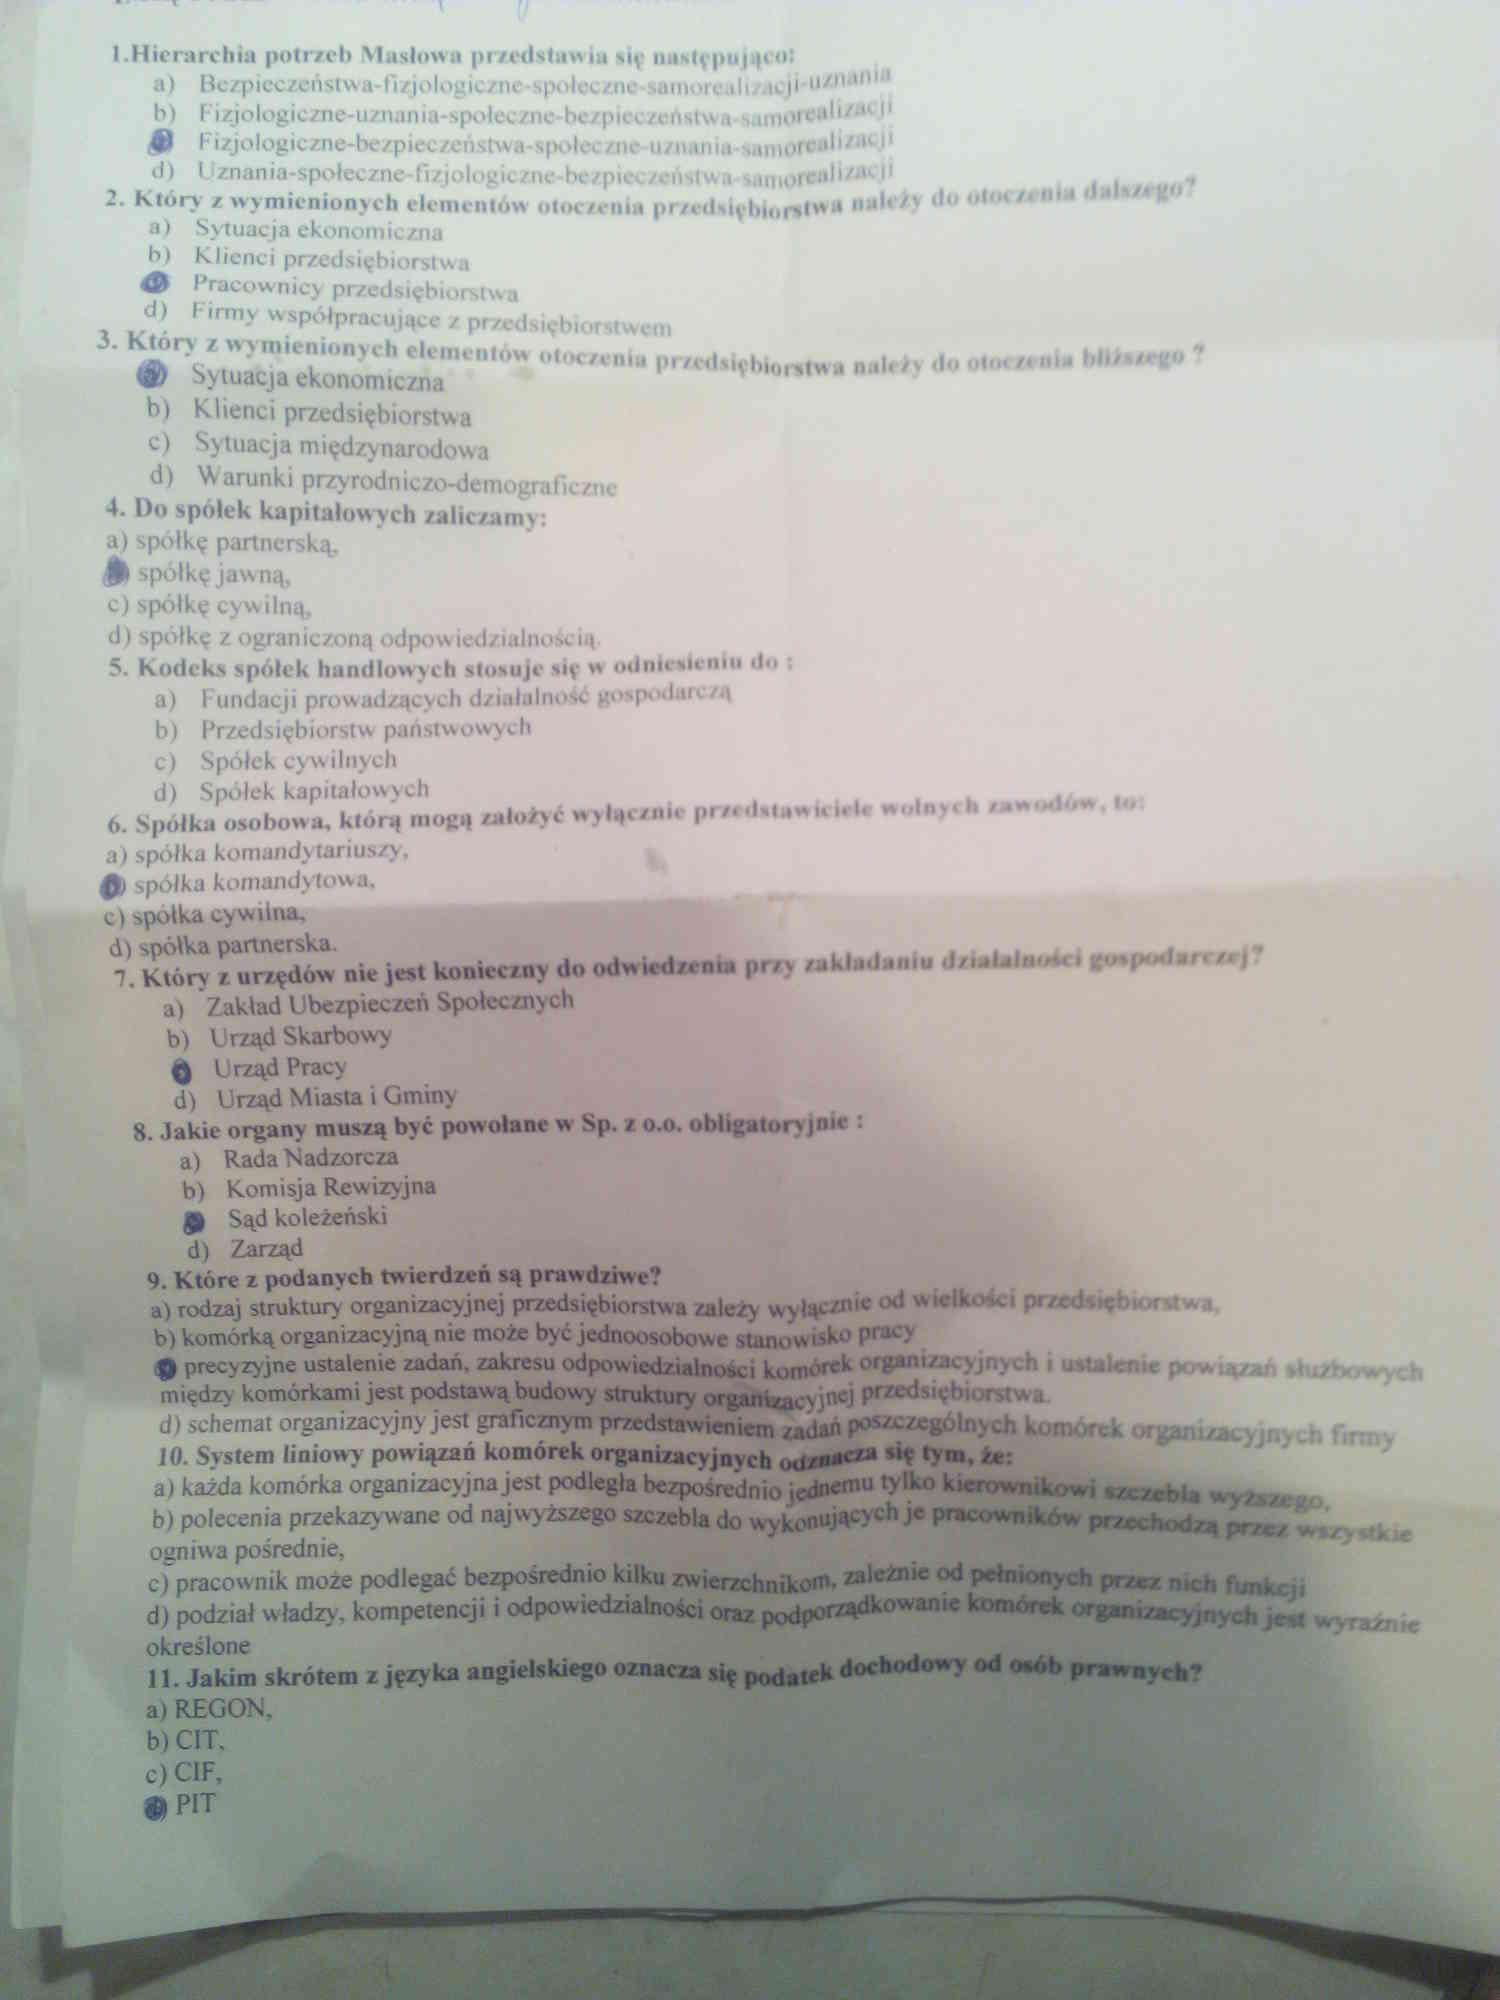 1.Hierarchia potrzeb Masłowa przedstawia się następująco:
a) Bezpieczeństwa-fizjologiczne-społeczne-samorealizacji-uznania
b) Fizjologiczne-uznania-społeczne-bezpieczeństwa-samorealizacji
Fizjologiczne-bezpieczeństwa-społeczne-uznania-samorealizacji
d) Uznania-społeczne-fizjologiczne-bezpieczeństwa-samorealizacji
2. Który z wymienionych elementów otoczenia przedsiębiorstwa należy do otoczenia dalszego?
a) Sytuacja ekonomiczna
b) Klienci przedsiębiorstwa
c) Pracownicy przedsiębiorstwa
d) Firmy współpracujące z przedsiębiorstwem
3. Który z wymienionych elementów otoczenia przedsiębiorstwa należy do otoczenia bliższego ?
a) Sytuacja ekonomiczna
b) Klienci przedsiębiorstwa
c) Sytuacja międzynarodowa
d) Warunki przyrodniczo-demograficzne
4. Do spółek kapitałowych zaliczamy:
a) spółkę partnerską,
spółkę jawną,
c) spółkę cywilną,
d) spółkę z ograniczoną odpowiedzialnością.
5. Kodeks spółek handlowych stosuje się w odniesieniu do :
a) Fundacji prowadzących działalność gospodarczą
b) Przedsiębiorstw państwowych
c) Spółek cywilnych
d) Spółek kapitałowych
6. Spółka osobowa, którą mogą założyć wyłącznie przedstawiciele wolnych zawodów, to:
a) spółka komandytariuszy,
b) spółka komandytowa,
c) spółka cywilna,
d) spółka partnerska.
7. Który z urzędów nie jest konieczny do odwiedzenia przy zakładaniu działalności gospodarczej?
a) Zakład Ubezpieczeń Społecznych
b) Urząd Skarbowy
Urząd Pracy
d) Urząd Miasta i Gminy
8. Jakie organy muszą być powołane w Sp. z o.o. obligatoryjnie :
a) Rada Nadzorcza
b) Komisja Rewizyjna
Sąd koleżeński
d) Zarząd
9. Które z podanych twierdzeń są prawdziwe?
a) rodzaj struktury organizacyjnej przedsiębiorstwa zależy wyłącznie od wielkości przedsiębiorstwa,
b) komórką organizacyjną nie może być jednoosobowe stanowisko pracy
precyzyjne ustalenie zadań, zakresu odpowiedzialności komórek organizacyjnych i ustalenie powiązań służbowych
między komórkami jest podstawą budowy struktury organizacyjnej przedsiębiorstwa.
d) schemat organizacyjny jest graficznym przedstawieniem zadań poszczególnych komórek organizacyjnych firmy
10. System liniowy powiązań komórek organizacyjnych odznacza się tym, że:
a) każda komórka organizacyjna jest podległa bezpośrednio jednemu tylko kierownikowi szczebla wyższego,
b) polecenia przekazywane od najwyższego szczebla do wykonujących je pracowników przechodzą przez wszystkie
ogniwa pośrednie,
c) pracownik może podlegać bezpośrednio kilku zwierzchnikom, zależnie od pełnionych przez nich funkcji
d) podział władzy, kompetencji i odpowiedzialności oraz podporządkowanie komórek organizacyjnych jest wyraźnie
określone
11. Jakim skrótem z języka angielskiego oznacza się podatek dochodowy od osób prawnych?
a) REGON,
b) CIT,
c) CIF,
d) PIT